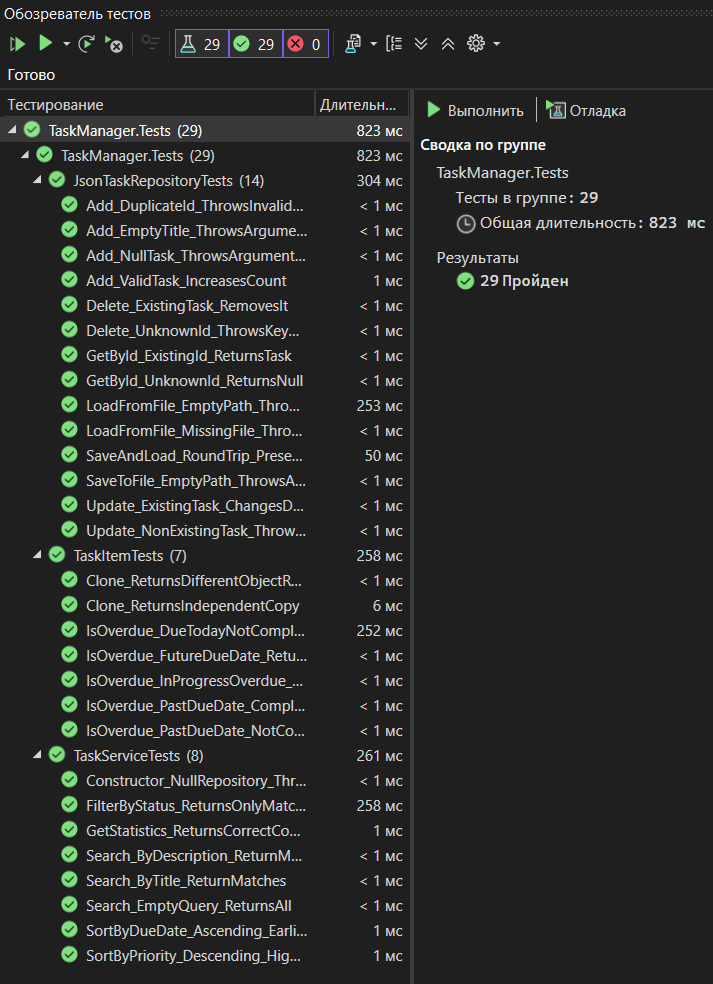 Обозреватель тестов
29 29 0
Готово
Тестирование Длительн...
TaskManager.Tests (29) 823 мс
TaskManager.Tests (29) 823 мс
JsonTaskRepositoryTests (14) 304 мс
Add_DuplicateId_ThrowsInvalid... < 1 мс
Add_EmptyTitle_ThrowsArgume... < 1 мс
Add_NullTask_ThrowsArgument... < 1 мс
Add_ValidTask_IncreasesCount 1 мс
Delete_ExistingTask_RemovesIt < 1 мс
Delete_UnknownId_ThrowsKey... < 1 мс
GetById_ExistingId_ReturnsTask < 1 мс
GetById_UnknownId_ReturnsNull < 1 мс
LoadFromFile_EmptyPath_Thro... 253 мс
LoadFromFile_MissingFile_Thro... < 1 мс
SaveAndLoad_RoundTrip_Prese... 50 мс
SaveToFile_EmptyPath_ThrowsA... < 1 мс
Update_ExistingTask_ChangesD... < 1 мс
Update_NonExistingTask_Throw... < 1 мс
TaskItemTests (7) 258 мс
Clone_ReturnsDifferentObjectR... < 1 мс
Clone_ReturnsIndependentCopy 6 мс
IsOverdue_DueTodayNotCompl... 252 мс
IsOverdue_FutureDueDate_Retu... < 1 мс
IsOverdue_InProgressOverdue_... < 1 мс
IsOverdue_PastDueDate_Compl... < 1 мс
IsOverdue_PastDueDate_NotCo... < 1 мс
TaskServiceTests (8) 261 мс
Constructor_NullRepository_Thr... < 1 мс
FilterByStatus_ReturnsOnlyMatc... 258 мс
GetStatistics_ReturnsCorrectCo... 1 мс
Search_ByDescription_ReturnM... < 1 мс
Search_ByTitle_ReturnMatches < 1 мс
Search_EmptyQuery_ReturnsAll < 1 мс
SortByDueDate_Ascending_Earli... 1 мс
SortByPriority_Descending_Hig... 1 мс
Выполнить Отладка
Сводка по группе
TaskManager.Tests
Тесты в группе: 29
Общая длительность: 823 мс
Результаты
29 Пройден